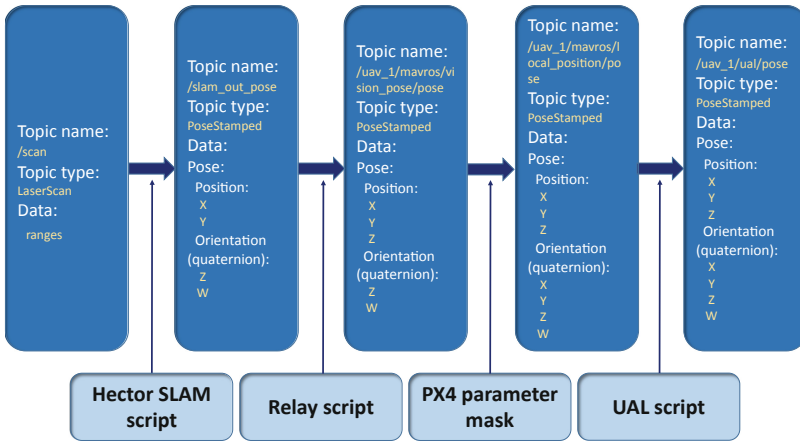 Topic name:
/scan
Topic type:
LaserScan
Data:
ranges
Topic name:
/slam_out_pose
Topic type:
PoseStamped
Data:
Pose:
Position:
X
Y
Orientation
(quaternion):
Z
W
Topic name:
/uav_1/mavros/vi
sion_pose/pose
Topic type:
PoseStamped
Data:
Pose:
Position:
X
Y
Z
Orientation
(quaternion):
Z
W
Topic name:
/uav_1/mavros/l
ocal_position/po
se
Topic type:
PoseStamped
Data:
Pose:
Position:
X
Y
Z
Orientation
(quaternion):
X
Y
Z
W
Topic name:
/uav_1/ual/pose
Topic type:
PoseStamped
Data:
Pose:
Position:
X
Y
Z
Orientation
(quaternion):
X
Y
Z
W
Hector SLAM
script
Relay script
PX4 parameter
mask
UAL script